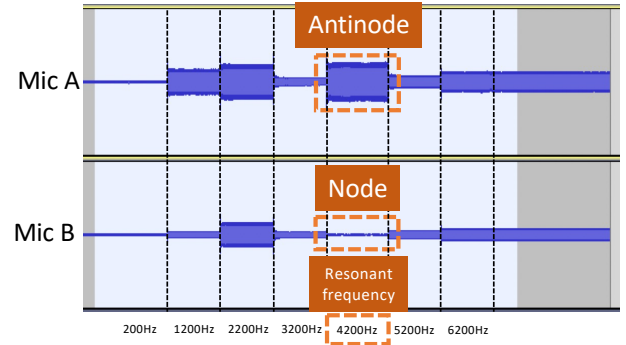 Antinode
Mic A
Node
Mic B
Resonant
frequency
200Hz 1200Hz 2200Hz 3200Hz 4200Hz 5200Hz 6200Hz